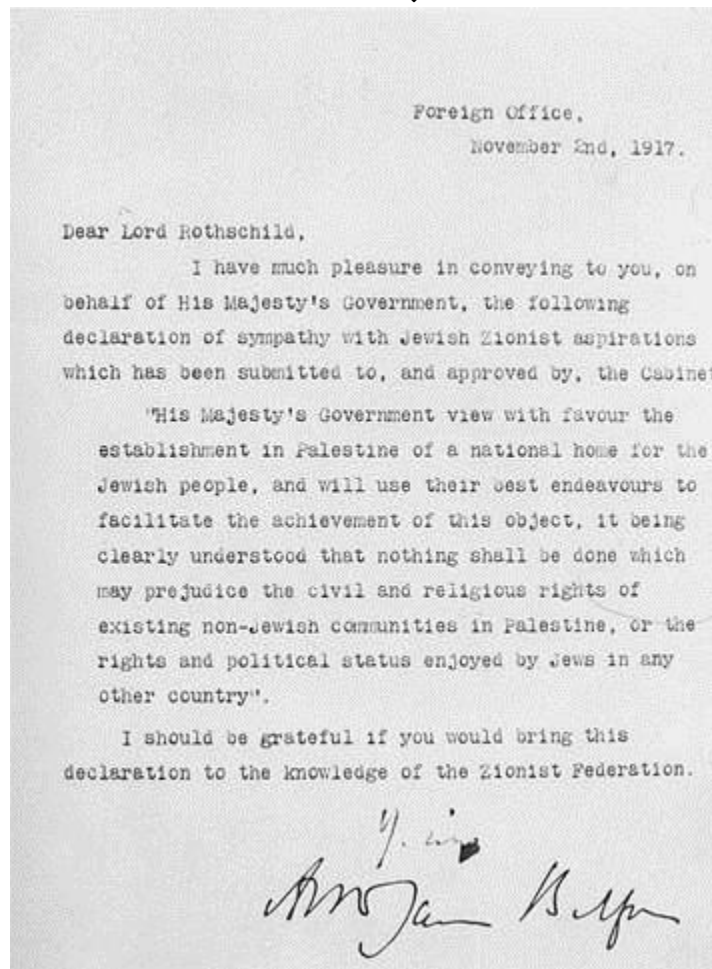 Foreign Office,
November 2nd, 1917.
Dear Lord Rothschild,
I have much pleasure in conveying to you, on
behalf of His Majesty's Government, the following
declaration of sympathy with Jewish Zionist aspirations
which has been submitted to, and approved by, the Cabinet
"His Majesty's Government view with favour the
establishment in Palestine of a national home for the
Jewish people, and will use their best endeavours to
facilitate the achievement of this object, it being
clearly understood that nothing shall be done which
may prejudice the civil and religious rights of
existing non-Jewish communities in Palestine, or the
rights and political status enjoyed by Jews in any
other country".
I should be grateful if you would bring this
declaration to the knowledge of the Zionist Federation.